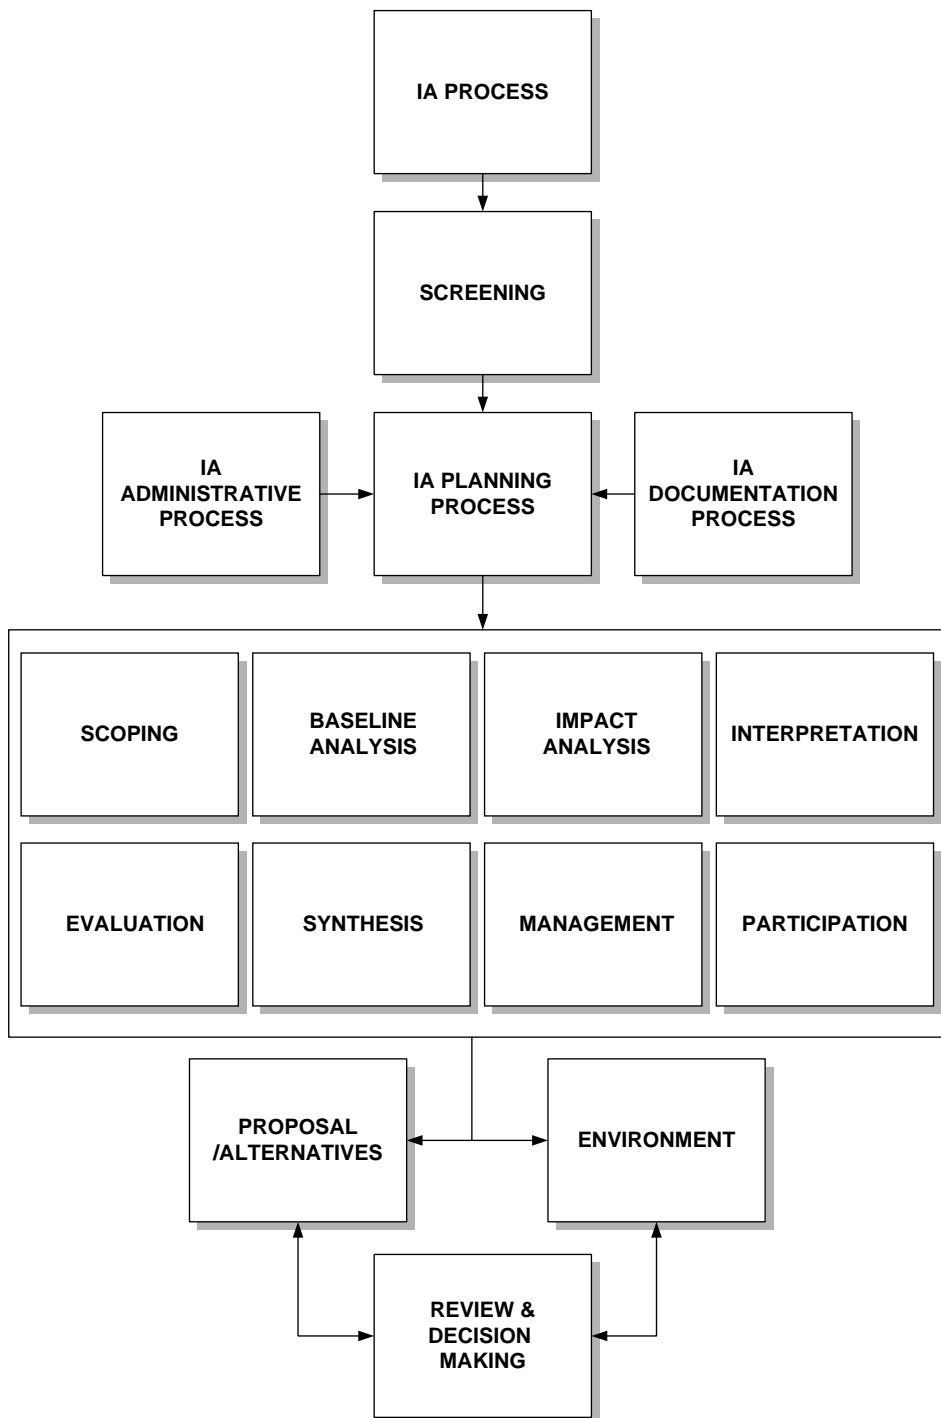 IA PROCESS
SCREENING
IA
ADMINISTRATIVE
PROCESS
IA PLANNING
PROCESS
IA
DOCUMENTATION
PROCESS
SCOPING
BASELINE
ANALYSIS
IMPACT
ANALYSIS
INTERPRETATION
EVALUATION
SYNTHESIS
MANAGEMENT
PARTICIPATION
PROPOSAL
/ALTERNATIVES
ENVIRONMENT
REVIEW &
DECISION
MAKING